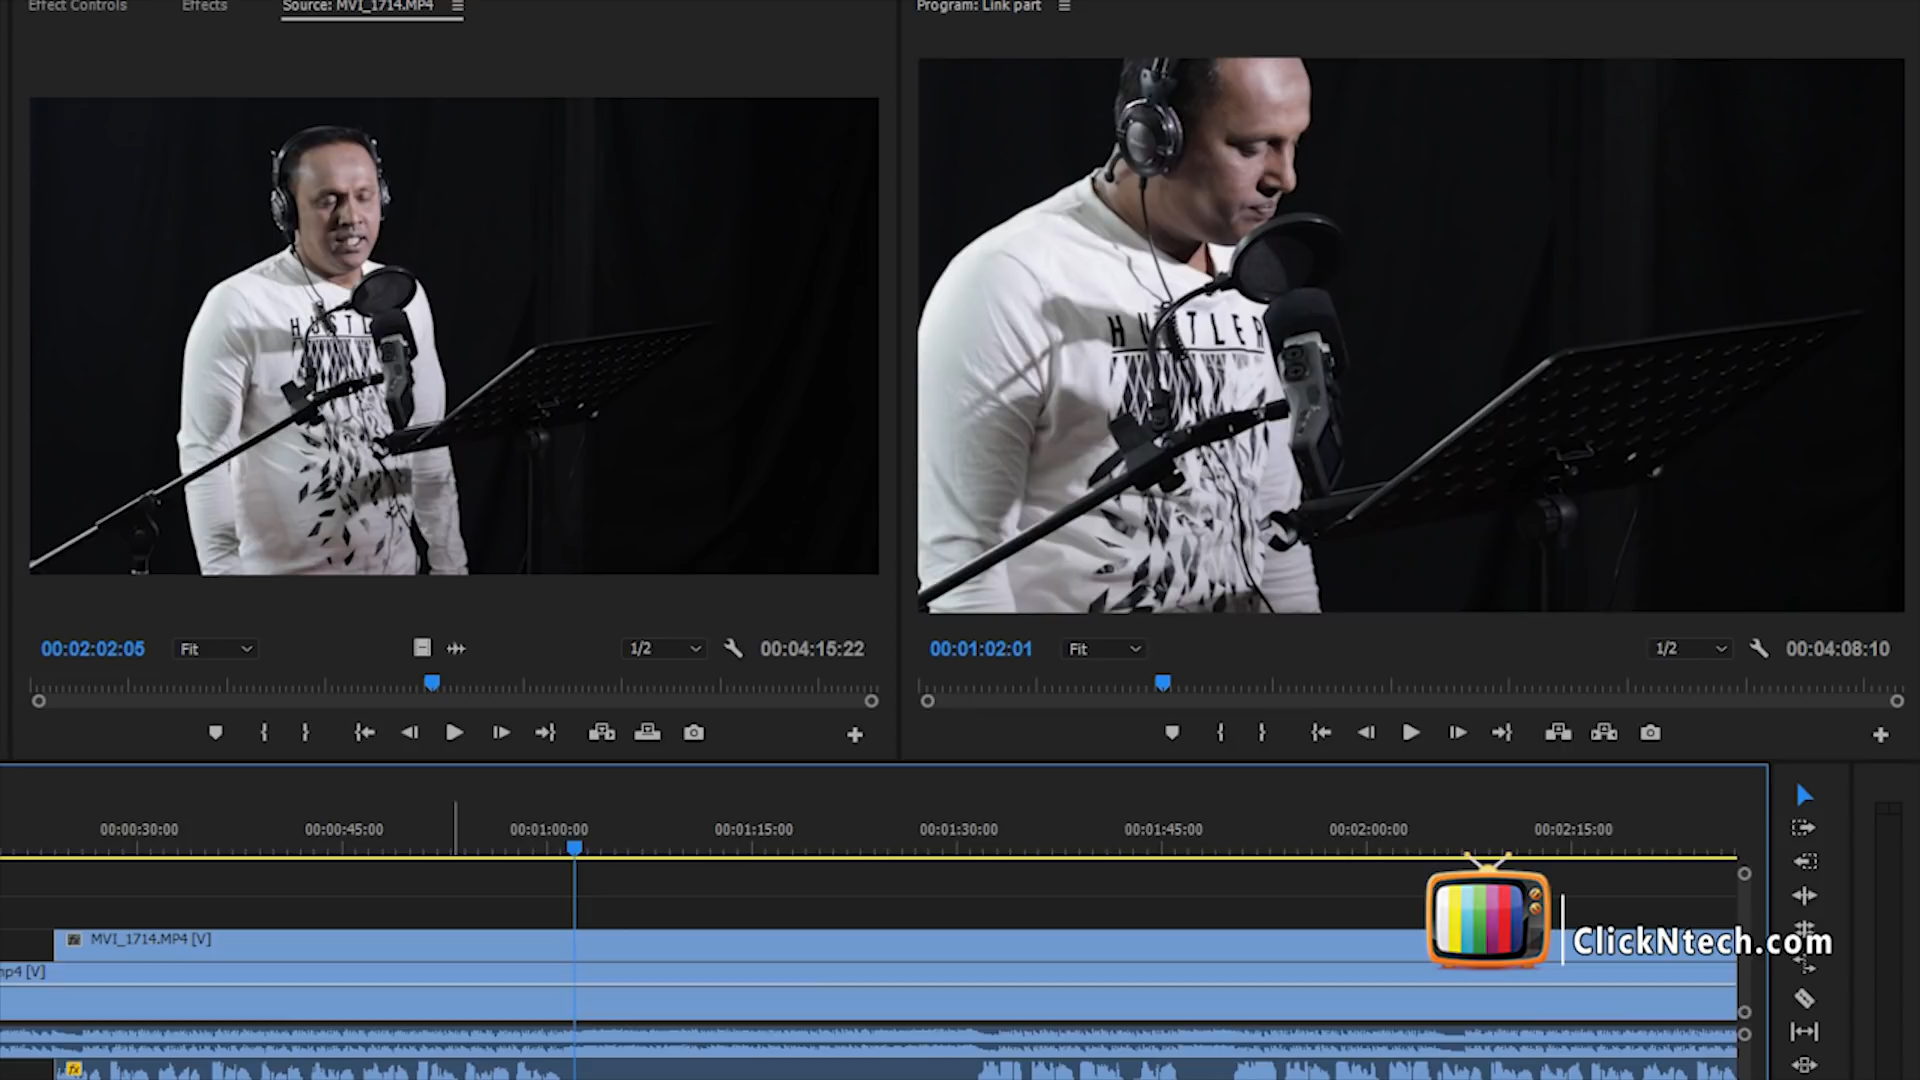 Effect Controls
Effects
Source: MVI_1714.MP4
Program: Link part
HUSTL
HUSTLER
00:02:02:05
Fit
1/2
00:04:15:22
00:01:02:01
Fit
1/2
00:04:08:10
00:00:30:00
00:00:45:00
00:01:00:00
00:01:15:00
00:01:30:00
00:01:45:00
00:02:00:00
00:02:15:00
MVI_1714.MP4 [V]
mp4 [V]
ClickNtech.com
fx